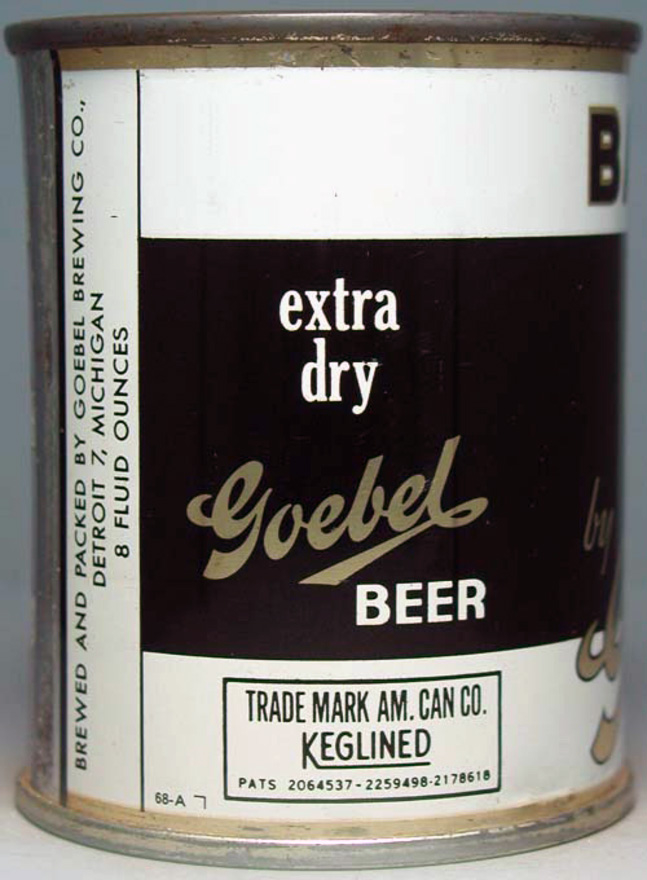 BREWED AND PACKED BY GOEBEL BREWING CO.,
DETROIT 7, MICHIGAN
8 FLUID OUNCES
extra
dry
Goebel
BEER
TRADE MARK AM. CAN CO.
KEGLINED
PATS 2064537-2259498-2178618
68-A
B
by